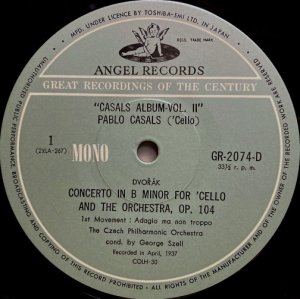 MFD. UNDER LICENCE BY TOSHIBA-EMI LTD. IN JAPAN
REG. TRADE MARK
ANGEL RECORDS
GREAT RECORDINGS OF THE CENTURY
"CASALS ALBUM-VOL. II"
PABLO CASALS ('Cello)
1
(2YLA-267)
MONO
GR-2074-D
33⅓ r. p. m.
DVOŘÁK
CONCERTO IN B MINOR FOR 'CELLO
AND THE ORCHESTRA, OP. 104
1st Movement : Adagio ma non troppo
The Czech Philharmonic Orchestra
cond. by George Szell
Recorded in April, 1937
COLH-30
UNAUTHORIZED PUBLIC PERFORMANCE, BROADCASTING AND COPYING OF THIS RECORD PROHIBITED. ALL RIGHTS OF THE MANUFACTURER AND OF THE OWNER OF THE RECORDED WORK ARE RESERVED.